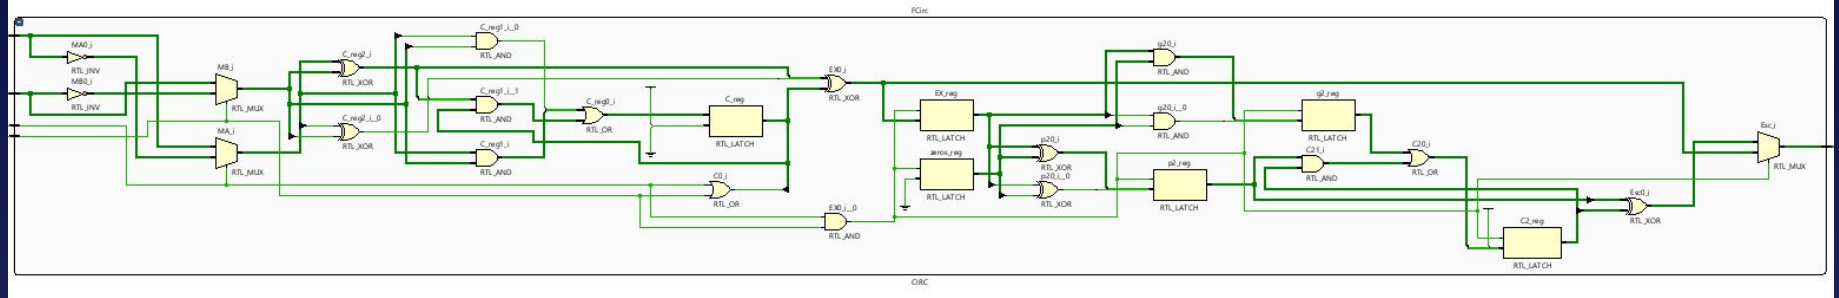 FCirc
MA0_i
RTL_INV
MB0_i
RTL_INV
MB_i
RTL_MUX
MA_i
RTL_MUX
C_reg2_i
RTL_XOR
C_reg2_i__0
RTL_XOR
C_reg1_i__0
RTL_AND
C_reg1_i__1
RTL_AND
C_reg1_i
RTL_AND
C_reg0_i
RTL_OR
C_reg
RTL_LATCH
C0_i
RTL_OR
EX0_i
RTL_XOR
EX0_i__0
RTL_AND
EX_reg
RTL_LATCH
zeros_reg
RTL_LATCH
p20_i
RTL_XOR
p20_i__0
RTL_XOR
g20_i
RTL_AND
g20_i__0
RTL_AND
p2_reg
RTL_LATCH
g2_reg
RTL_LATCH
C21_i
RTL_AND
C20_i
RTL_OR
C2_reg
RTL_LATCH
Esc0_i
RTL_XOR
Esc_i
RTL_MUX
CIRC